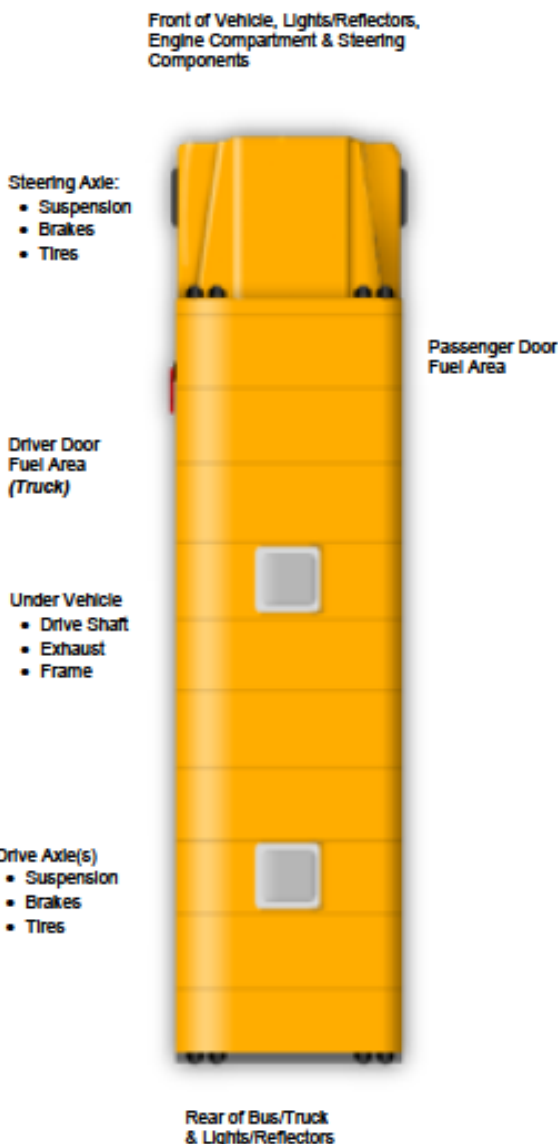 Front of Vehicle, Lights/Reflectors,
Engine Compartment & Steering
Components
Steering Axle:
• Suspension
• Brakes
• Tires
Passenger Door
Fuel Area
Driver Door
Fuel Area
(Truck)
Under Vehicle
• Drive Shaft
• Exhaust
• Frame
Drive Axle(s)
• Suspension
• Brakes
• Tires
Rear of Bus/Truck
& Lights/Reflectors